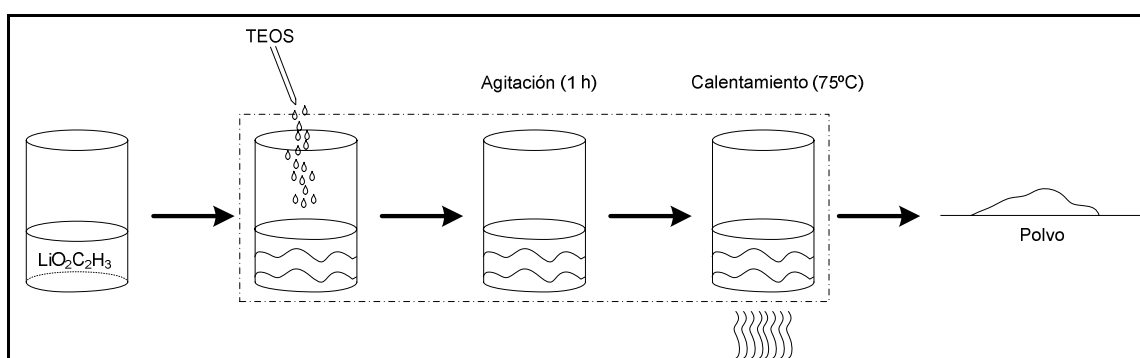 TEOS
Agitación (1 h)
Calentamiento (75ºC)
LiO₂C₂H₃
Polvo